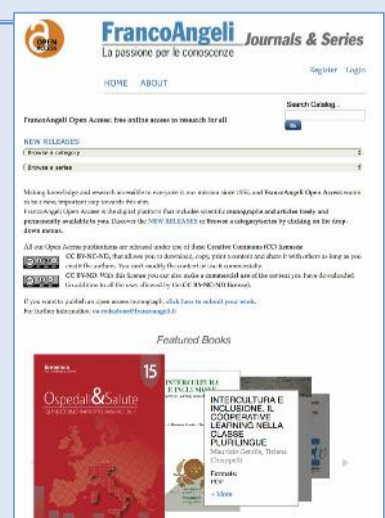 OPEN ACCESS
FrancoAngeli Journals & Series
La passione per le conoscenze
Register Login
HOME ABOUT
Search Catalog...
FrancoAngeli Open Access: free online access to research for all
NEW RELEASES
Browse a category
Browse a series
Making knowledge and research accessible to everyone is our mission since 1955, and FrancoAngeli Open Access wants
to be a new, important step towards this aim.
FrancoAngeli Open Access is the digital platform that includes scientific monographs and articles freely and
permanently available to you. Discover the NEW RELEASES or Browse a category/series by clicking on the drop-
down menus.
All our Open Access publications are released under one of these Creative Commons (CC) licenses:
CC BY-NC-ND, that allows you to download, copy, print a content and share it with others as long as you
credit the authors. You can't modify the content or use it commercially.
CC BY-ND. With this license you can also make a commercial use of the content you have downloaded
(in addition to all the uses allowed by the CC BY-NC-ND license).
If you want to publish an open access monograph, click here to submit your work.
For further information: oa-redazione@francoangeli.it
Featured Books
15
Ospedali&Salute
INTERCULTURA
E INCLUSIONE
INTERCULTURA E
INCLUSIONE. IL
COOPERATIVE
LEARNING NELLA
CLASSE
PLURILINGUE
Maurizio Gentile, Tiziana
Chiappelli
Formato:
PDF
+ More